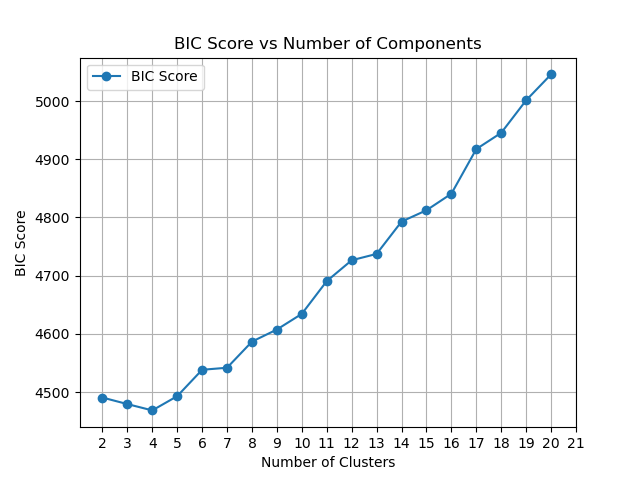 BIC Score vs Number of Components
BIC Score
5000
4900
4800
4700
4600
4500
BIC Score
2 3 4 5 6 7 8 9 10 11 12 13 14 15 16 17 18 19 20 21
Number of Clusters